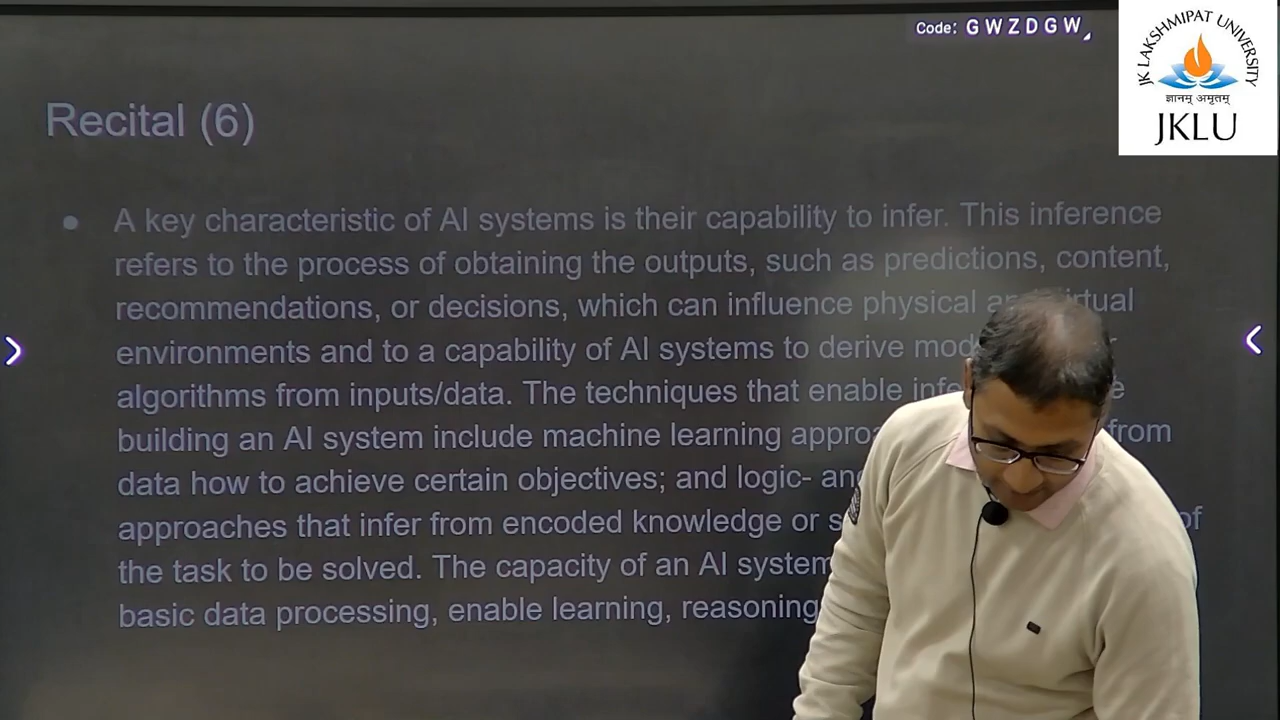 Code: GWZDGW
JK LAKSHMIPAT UNIVERSITY
ज्ञानम् अमृतम्
JKLU
Recital (6)
● A key characteristic of AI systems is their capability to infer. This inference
refers to the process of obtaining the outputs, such as predictions, content,
recommendations, or decisions, which can influence physical
environments and to a capability of AI systems to derive
algorithms from inputs/data. The techniques that enable
building an AI system include machine learning from
data how to achieve certain objectives; and logic-
approaches that infer from encoded knowledge or of
the task to be solved. The capacity of an AI system
basic data processing, enable learning, reasoning